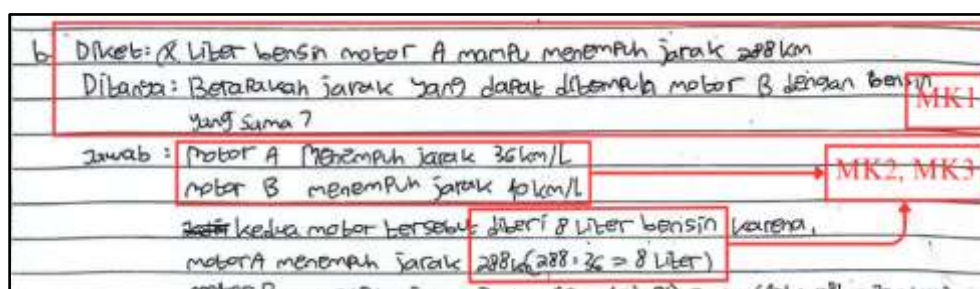 b. Diket: x Liter bensin motor A mampu menempuh jarak 288 km
Ditanya: Berapakah jarak yang dapat ditempuh motor B dengan bensin
yang sama?
MK1
Jawab: Motor A Menempuh jarak 36 km/L
motor B menempuh jarak 40 km/L
MK2, MK3
kedua motor tersebut diberi 8 Liter bensin karena,
motor A menempuh jarak 288 km (288 : 36 = 8 Liter)